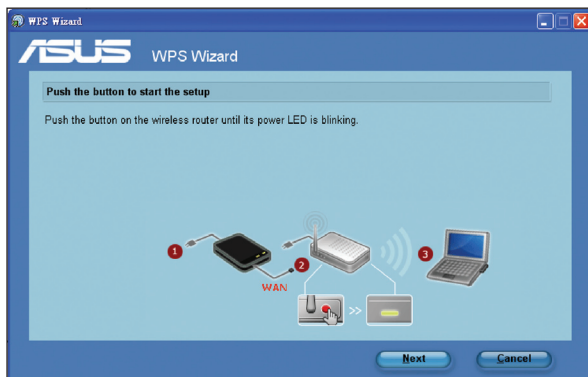 WPS Wizard
ASUS WPS Wizard
Push the button to start the setup
Push the button on the wireless router until its power LED is blinking.
1
2
3
WAN
>>
Next Cancel